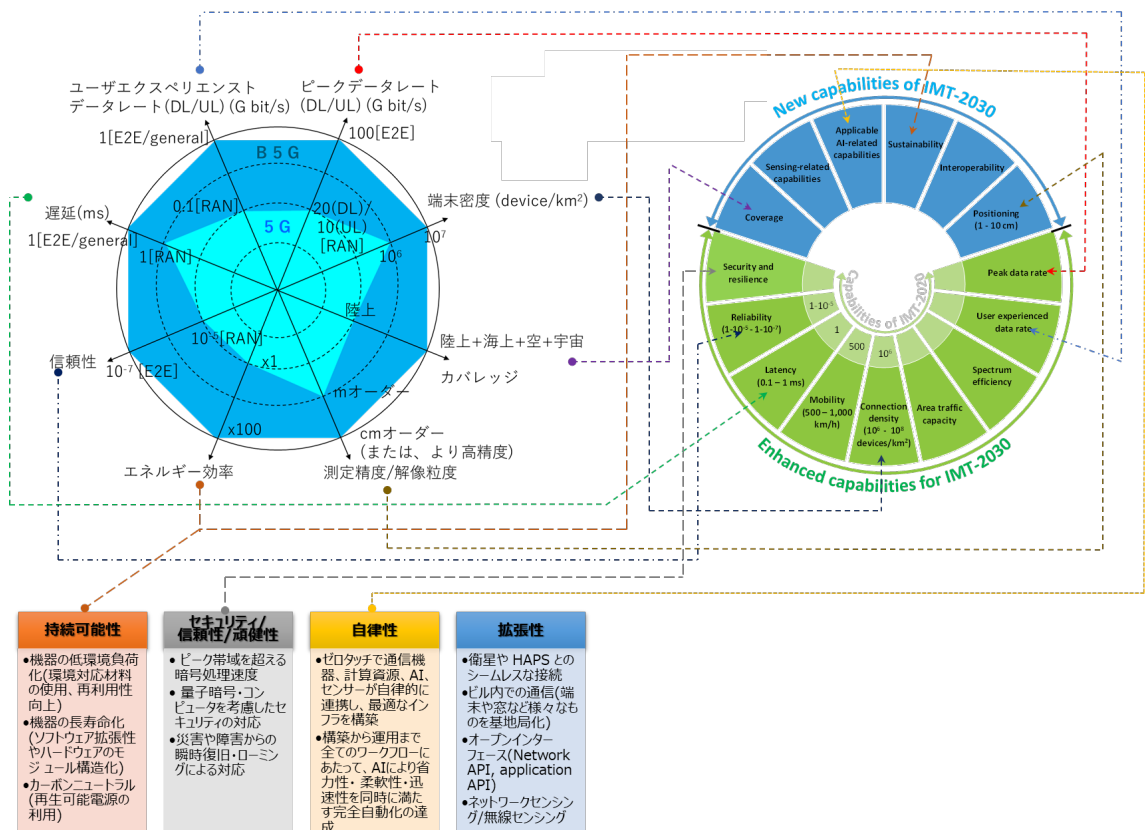 ユーザエクスペリエンスト
データレート(DL/UL) (G bit/s)
1[E2E/general]
ピークデータレート
(DL/UL) (G bit/s)
100[E2E]
B 5 G
遅延(ms)
1[E2E/general]
0.1[RAN]
1[RAN]
5 G
20(DL)/
10(UL)
[RAN]
端末密度 (device/km²)
10⁷
10⁶
陸上
陸上+海上+空+宇宙
カバレッジ
10⁻⁵[RAN]
信頼性
10⁻⁷ [E2E]
x1
x100
エネルギー効率
mオーダー
cmオーダー
(または、より高精度)
測定精度/解像粒度
New capabilities of IMT-2030
Coverage
Sensing-related
capabilities
Applicable
AI-related
capabilities
Sustainability
Interoperability
Positioning
(1 - 10 cm)
Security and
resilience
Reliability
(1-10⁻⁵ - 1-10⁻⁷)
Latency
(0.1 – 1 ms)
Mobility
(500 – 1,000
km/h)
Connection
density
(10⁶ - 10⁸
devices/km²)
Area traffic
capacity
Spectrum
efficiency
User experienced
data rate
Peak data rate
1-10⁻⁵
1
500
10⁶
Capabilities of IMT-2020
Enhanced capabilities for IMT-2030
持続可能性
•機器の低環境負荷
化(環境対応材料
の使用、再利用性
向上)
•機器の長寿命化
(ソフトウェア拡張性
やハードウェアのモ
ジュール構造化)
•カーボンニュートラル
(再生可能電源の
利用)
セキュリティ/
信頼性/頑健性
• ピーク帯域を超える
暗号処理速度
• 量子暗号・コン
ピュータを考慮したセ
キュリティの対応
•災害や障害からの
瞬時復旧・ローミ
ングによる対応
自律性
•ゼロタッチで通信機
器、計算資源、AI、
センサーが自律的に
連携し、最適なイン
フラを構築
•構築から運用まで
全てのワークフローに
あたって、AIにより省
力性・ 柔軟性・迅
速性を同時に満た
す完全自動化の達
成
拡張性
•衛星や HAPS との
シームレスな接続
•ビル内での通信(端
末や窓など様々なも
のを基地局化)
•オープンインター
フェース(Network
API, application
API)
•ネットワークセンシン
グ/無線センシング